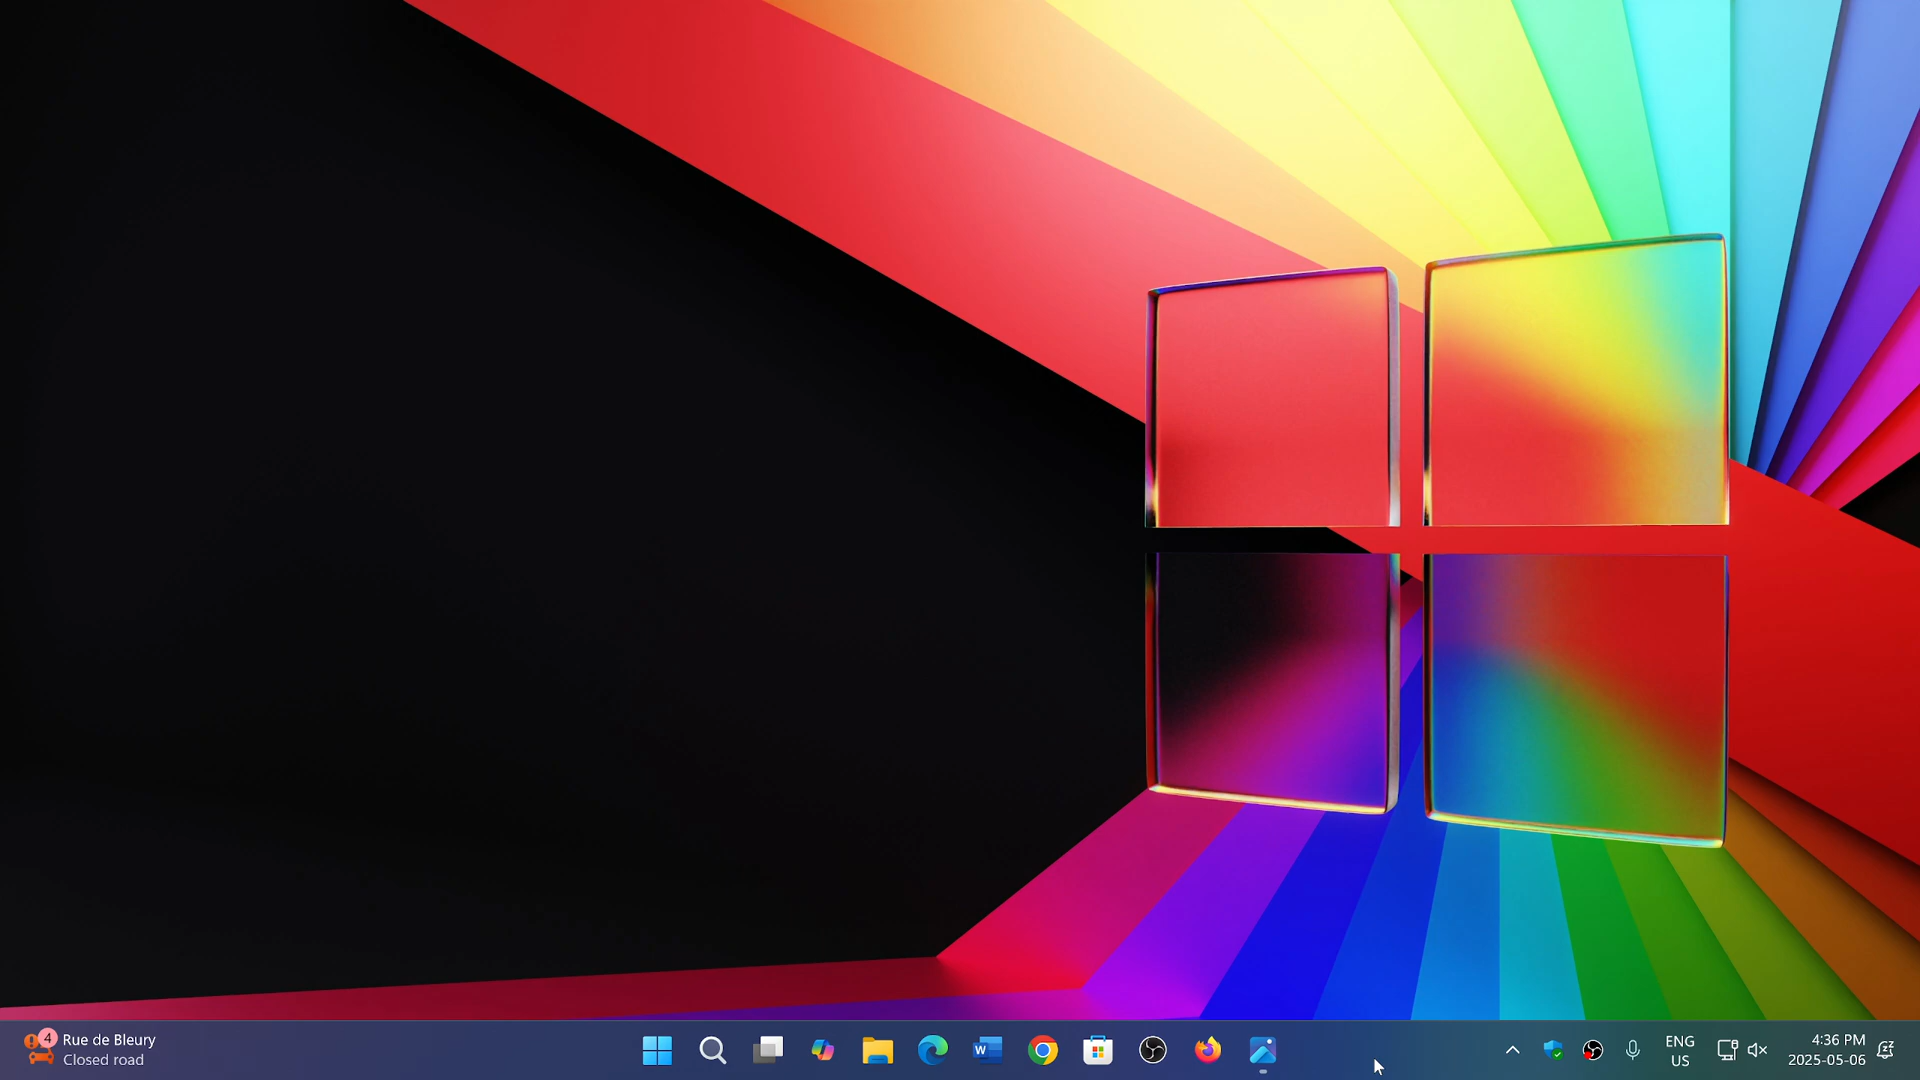 4
Rue de Bleury
Closed road
W
ENG
US
4:36 PM
2025-05-06